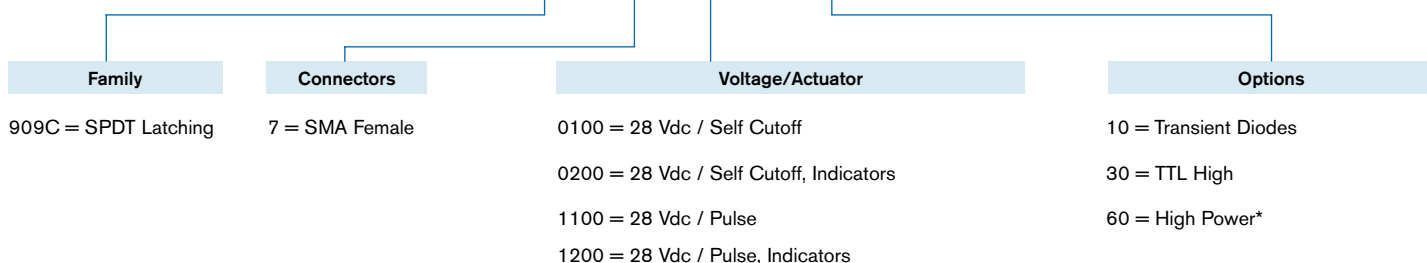 Family
Connectors
Voltage/Actuator
Options
909C = SPDT Latching
7 = SMA Female
0100 = 28 Vdc / Self Cutoff
10 = Transient Diodes
0200 = 28 Vdc / Self Cutoff, Indicators
30 = TTL High
1100 = 28 Vdc / Pulse
60 = High Power*
1200 = 28 Vdc / Pulse, Indicators